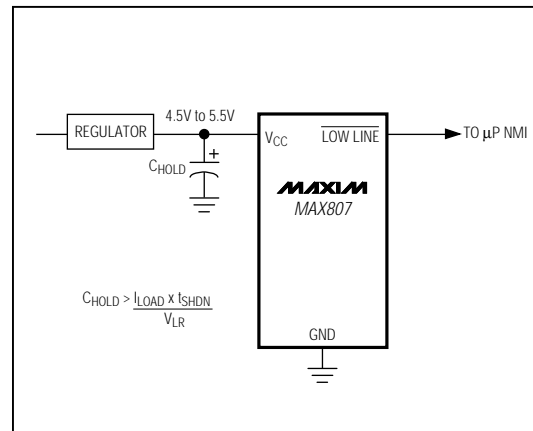 REGULATOR
4.5V to 5.5V
+
CHOLD
VCC
LOW LINE
TO μP NMI
MAXIM
MAX807
CHOLD > ILOAD x tSHDN
VLR
GND